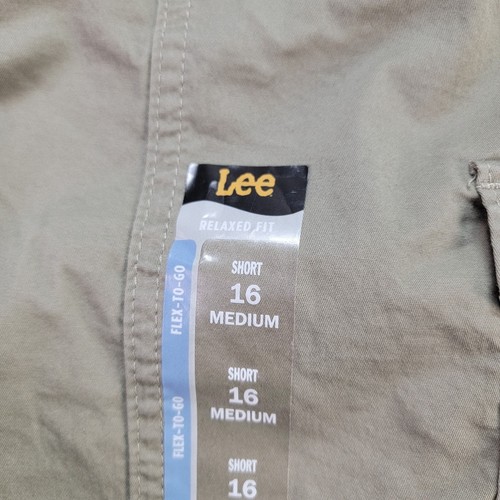 Lee
RELAXED FIT
FLEX-TO-GO
SHORT
16
MEDIUM
FLEX-TO-GO
SHORT
16
MEDIUM
SHORT
16